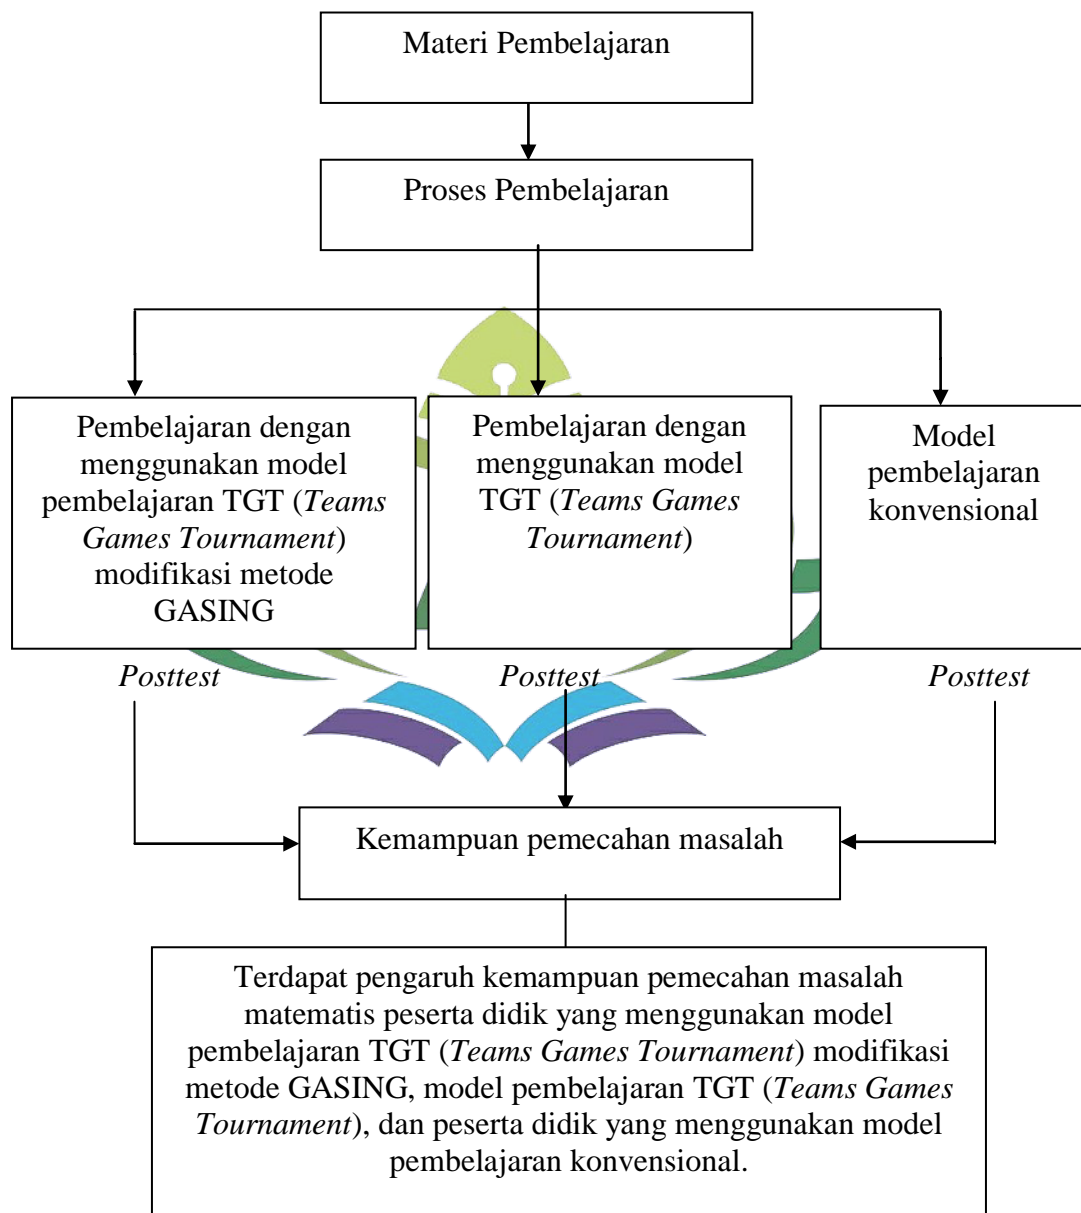 Materi Pembelajaran
Proses Pembelajaran
Pembelajaran dengan
menggunakan model
pembelajaran TGT (Teams
Games Tournament)
modifikasi metode
GASING
Pembelajaran dengan
menggunakan model
TGT (Teams Games
Tournament)
Model
pembelajaran
konvensional
Posttest
Posttest
Posttest
Kemampuan pemecahan masalah
Terdapat pengaruh kemampuan pemecahan masalah
matematis peserta didik yang menggunakan model
pembelajaran TGT (Teams Games Tournament) modifikasi
metode GASING, model pembelajaran TGT (Teams Games
Tournament), dan peserta didik yang menggunakan model
pembelajaran konvensional.